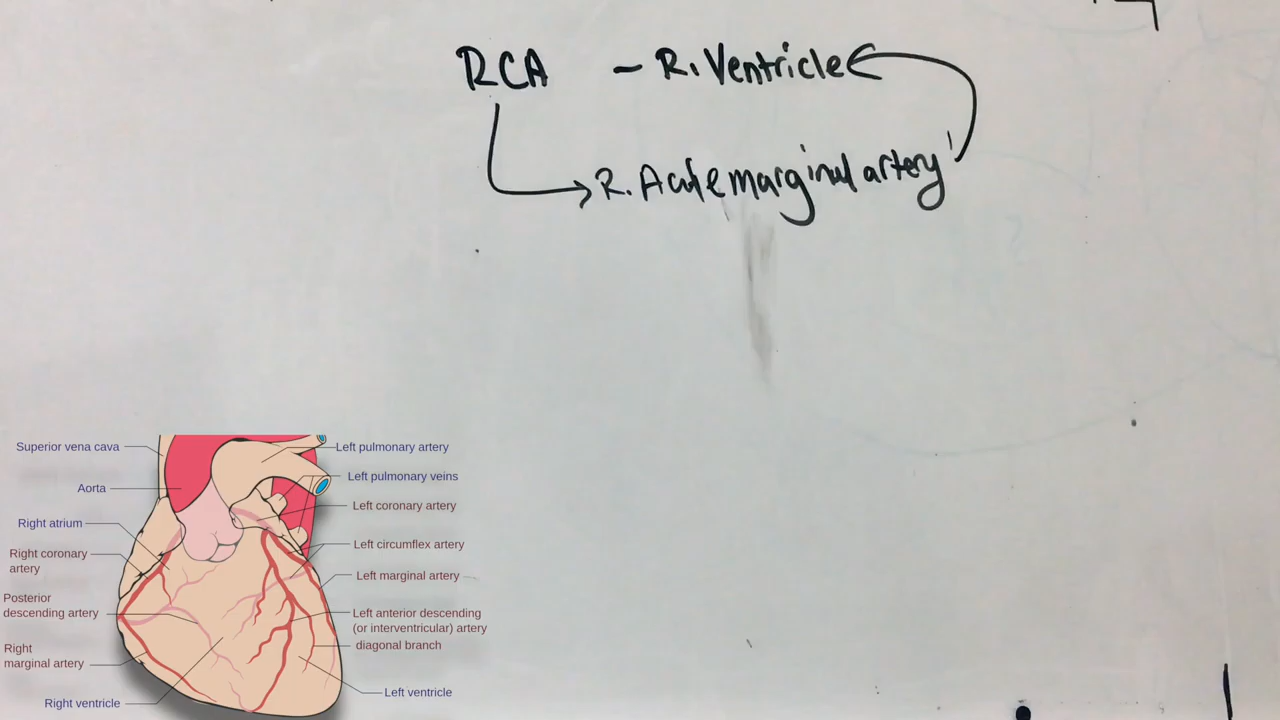 RCA - R. Ventricle
R. Acute marginal artery
Superior vena cava
Aorta
Right atrium
Right coronary
artery
Posterior
descending artery
Right
marginal artery
Right ventricle
Left pulmonary artery
Left pulmonary veins
Left coronary artery
Left circumflex artery
Left marginal artery
Left anterior descending
(or interventricular) artery
diagonal branch
Left ventricle